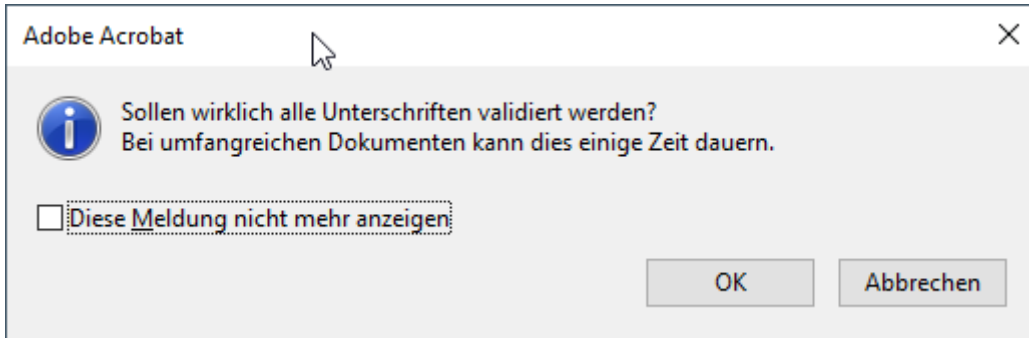 Adobe Acrobat
Sollen wirklich alle Unterschriften validiert werden?
Bei umfangreichen Dokumenten kann dies einige Zeit dauern.
Diese Meldung nicht mehr anzeigen
OK
Abbrechen